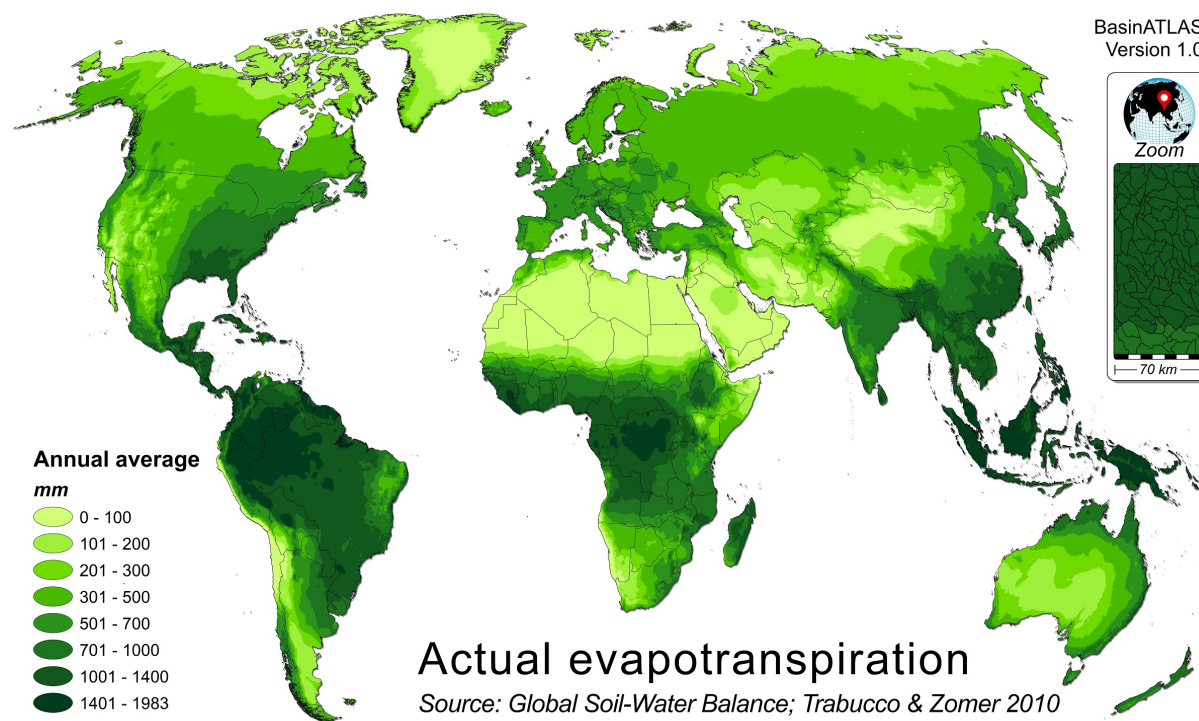 BasinATLAS
Version 1.0
Zoom
70 km
Annual average
mm
0 - 100
101 - 200
201 - 300
301 - 500
501 - 700
701 - 1000
1001 - 1400
1401 - 1983
Actual evapotranspiration
Source: Global Soil-Water Balance; Trabucco & Zomer 2010